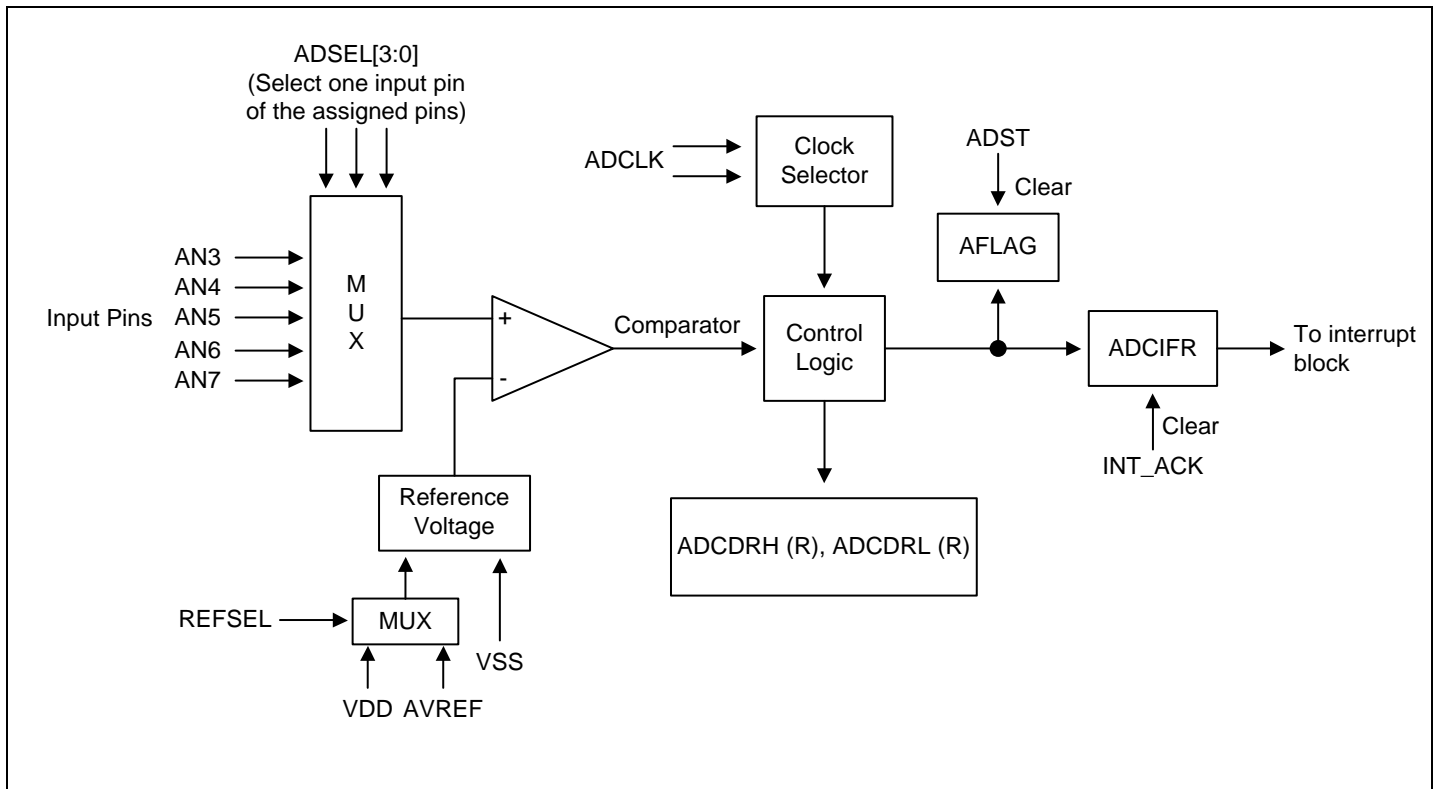 ADSEL[3:0]
(Select one input pin
of the assigned pins)
ADCLK
Clock
Selector
ADST
Clear
AFLAG
Input Pins
AN3
AN4
AN5
AN6
AN7
M
U
X
+
-
Comparator
Control
Logic
ADCIFR
To interrupt
block
Clear
INT_ACK
Reference
Voltage
ADCDRH (R), ADCDRL (R)
REFSEL
MUX
VSS
VDD AVREF